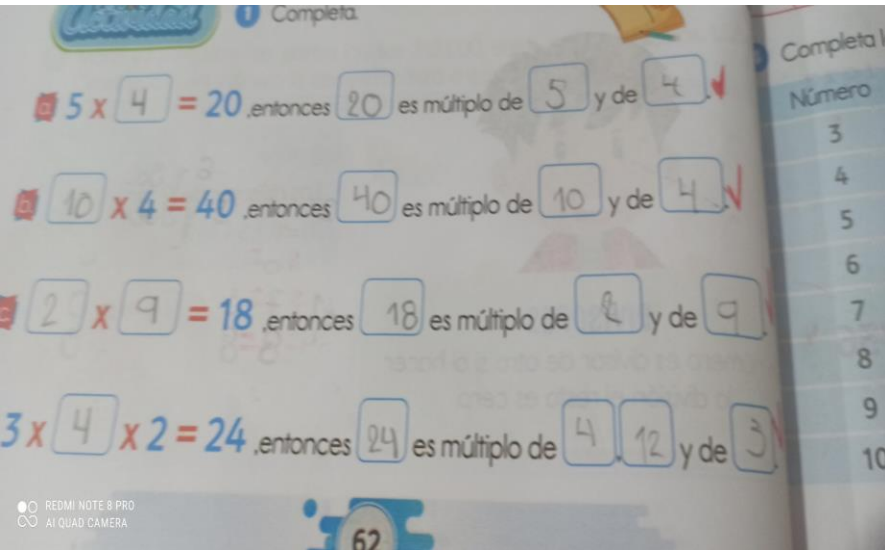 Actividad 1 Completa.
a 5 x 4 = 20 ,entonces 20 es múltiplo de 5 y de 4 .
b 10 x 4 = 40 ,entonces 40 es múltiplo de 10 y de 4 .
c 2 x 9 = 18 ,entonces 18 es múltiplo de 2 y de 9 .
3 x 4 x 2 = 24 ,entonces 24 es múltiplo de 4 , 12 y de 3 .
62
Completa l
Número
3
4
5
6
7
8
9
10
REDMI NOTE 8 PRO
AI QUAD CAMERA